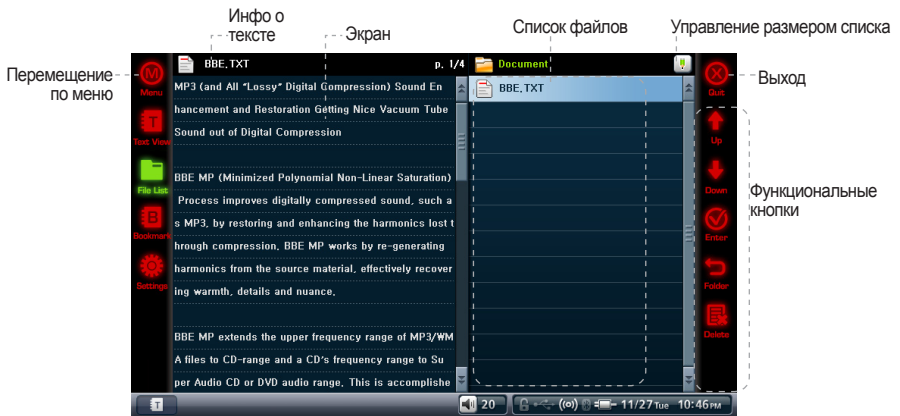 Инфо о
тексте
Экран
Список файлов
Управление размером списка
Перемещение
по меню
Выход
Функциональные
кнопки
BBE.TXT p. 1/4
Document
Menu
Text View
File List
Bookmark
Settings
MP3 (and All "Lossy" Digital Compression) Sound En
hancement and Restoration Getting Nice Vacuum Tube
Sound out of Digital Compression
BBE MP (Minimized Polynomial Non-Linear Saturation)
Process improves digitally compressed sound, such a
s MP3, by restoring and enhancing the harmonics lost t
hrough compression. BBE MP works by re-generating
harmonics from the source material, effectively recover
ing warmth, details and nuance.
BBE MP extends the upper frequency range of MP3/WM
A files to CD-range and a CD's frequency range to Su
per Audio CD or DVD audio range. This is accomplishe
BBE.TXT
Quit
Up
Down
Enter
Folder
Delete
20
11/27 Tue 10:46 PM